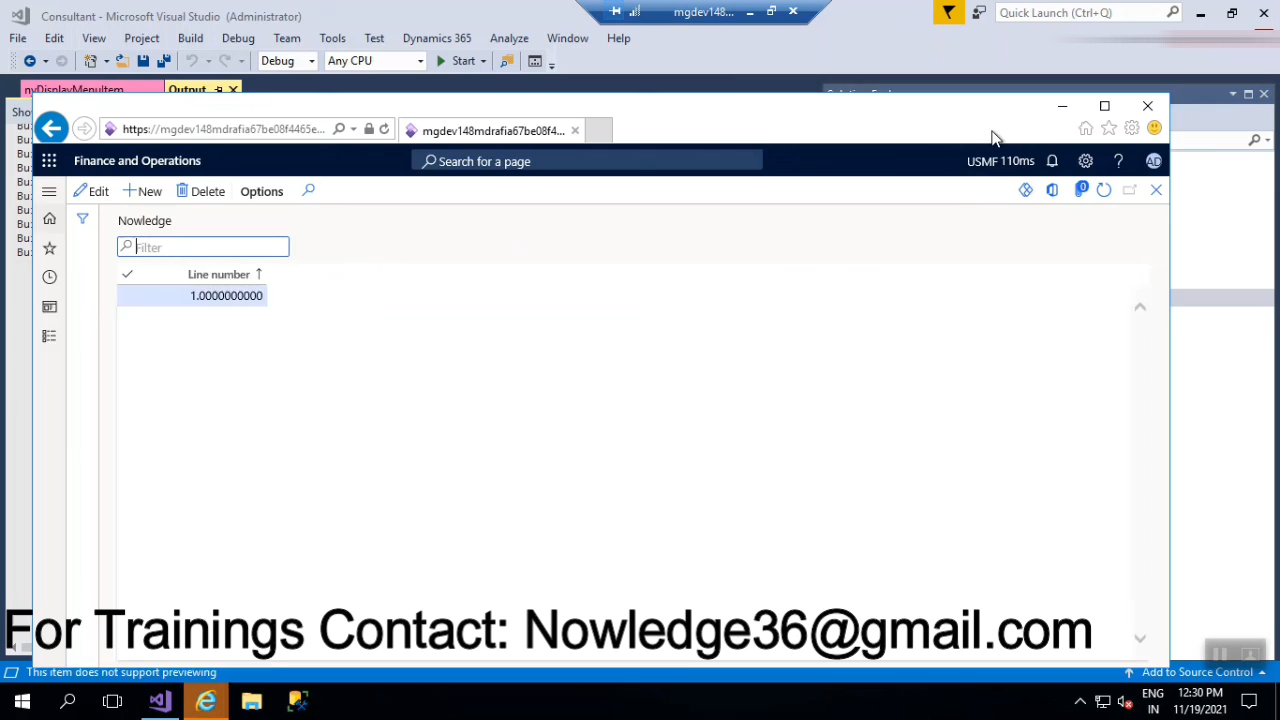 Consultant - Microsoft Visual Studio (Administrator)
mgdev148...
Quick Launch (Ctrl+Q)
File Edit View Project Build Debug Team Tools Test Dynamics 365 Analyze Window Help
Debug Any CPU Start
Output
https://mgdev148mdrafia67be08f4465e...
mgdev148mdrafia67be08f4...
Finance and Operations
Search for a page
USMF 110ms
AD
Edit New Delete Options
0
Nowledge
Filter
Line number
1.0000000000
For Trainings Contact: Nowledge36@gmail.com
This item does not support previewing
Add to Source Control
ENG
IN
12:30 PM
11/19/2021